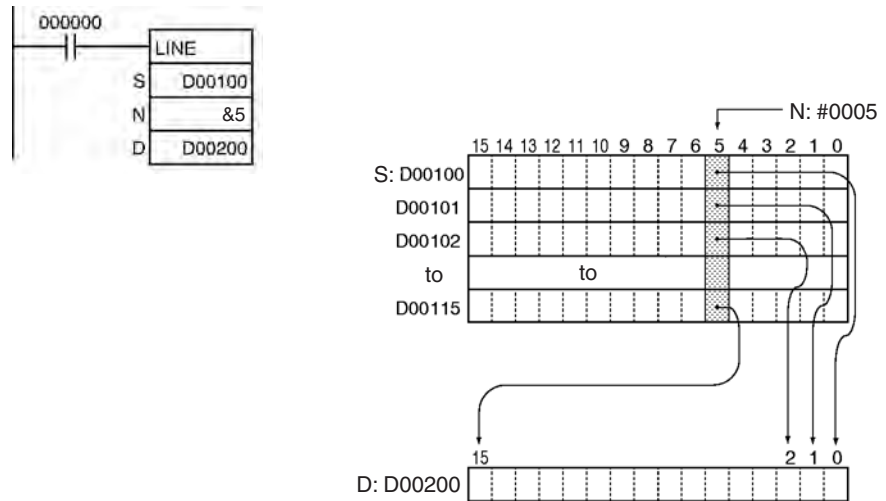 000000
LINE
S D00100
N &5
D D00200
N: #0005
15 14 13 12 11 10 9 8 7 6 5 4 3 2 1 0
S: D00100
D00101
D00102
to to
D00115
15 2 1 0
D: D00200